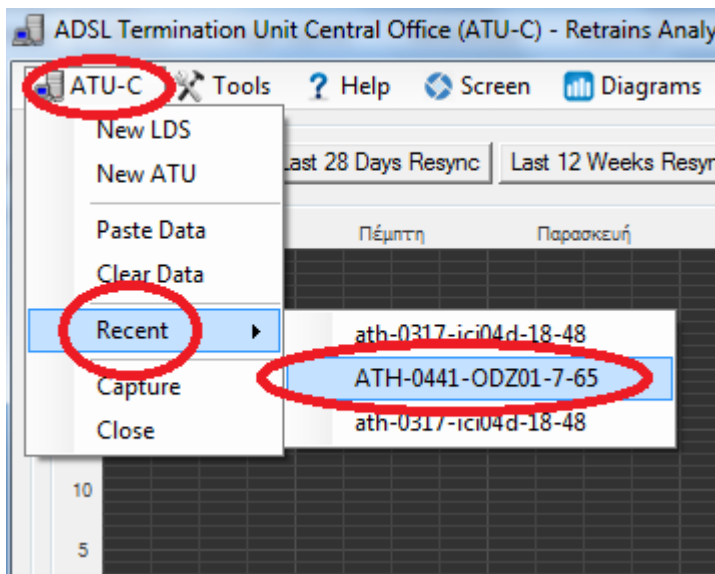 ADSL Termination Unit Central Office (ATU-C) - Retrains Analy
ATU-C Tools ? Help Screen Diagrams
New LDS
New ATU
Last 28 Days Resync Last 12 Weeks Resyn
Paste Data
Πέμπτη Παρασκευή
Clear Data
Recent
ath-0317-ici04d-18-48
ATH-0441-ODZ01-7-65
ath-0317-ici04d-18-48
Capture
Close
10
5